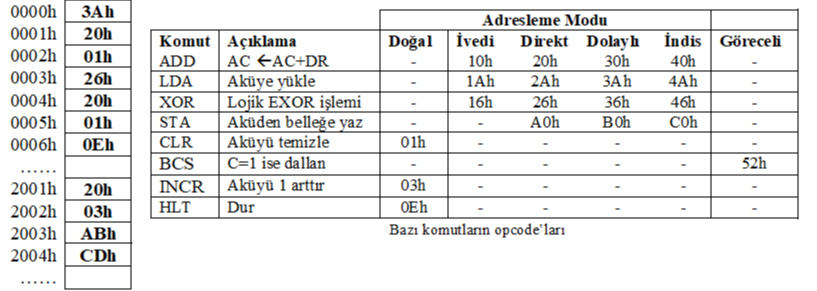 0000h 3Ah
0001h 20h
0002h 01h
0003h 26h
0004h 20h
0005h 01h
0006h 0Eh
......
2001h 20h
2002h 03h
2003h ABh
2004h CDh
......
Adresleme Modu
Komut Açıklama Doğal İvedi Direkt Dolaylı İndis Göreceli
ADD AC ←AC+DR - 10h 20h 30h 40h -
LDA Aküye yükle - 1Ah 2Ah 3Ah 4Ah -
XOR Lojik EXOR işlemi - 16h 26h 36h 46h -
STA Aküden belleğe yaz - - A0h B0h C0h -
CLR Aküyü temizle 01h - - - - -
BCS C=1 ise dallan - - - - - 52h
INCR Aküyü 1 arttır 03h - - - - -
HLT Dur 0Eh - - - - -
Bazı komutların opcode'ları